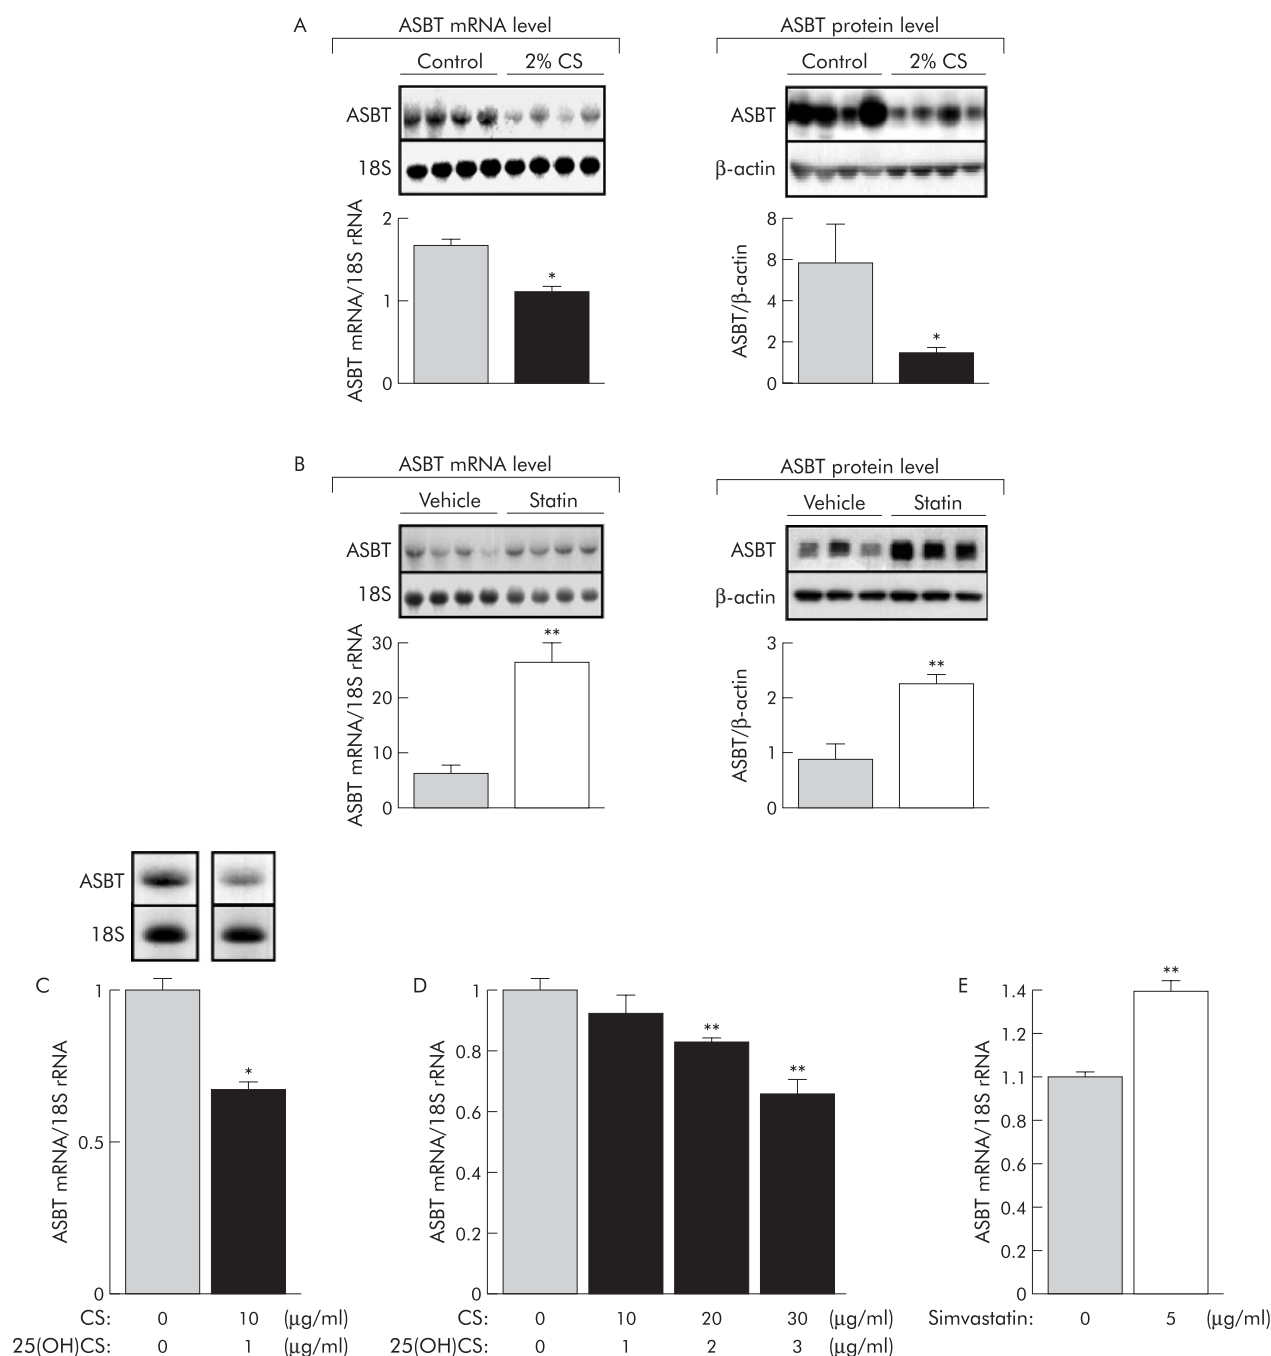 A
ASBT mRNA level
ASBT protein level
Control
2% CS
Control
2% CS
ASBT
ASBT
18S
β-actin
ASBT mRNA/18S rRNA
2
1
0
*
ASBT/β-actin
8
8
4
2
0
*
B
ASBT mRNA level
ASBT protein level
Vehicle
Statin
Vehicle
Statin
ASBT
ASBT
18S
β-actin
ASBT mRNA/18S rRNA
30
20
10
0
**
ASBT/β-actin
3
2
1
0
**
ASBT
18S
C
ASBT mRNA/18S rRNA
1
0.5
0
*
CS: 0 10 (μg/ml)
25(OH)CS: 0 1 (μg/ml)
D
ASBT mRNA/18S rRNA
1
0.8
0.6
0.4
0.2
0
**
**
CS: 0 10 20 30 (μg/ml)
25(OH)CS: 0 1 2 3 (μg/ml)
E
ASBT mRNA/18S rRNA
1.4
1.2
1.1
0.8
0.6
0.4
0.2
0
**
Simvastatin: 0 5 (μg/ml)